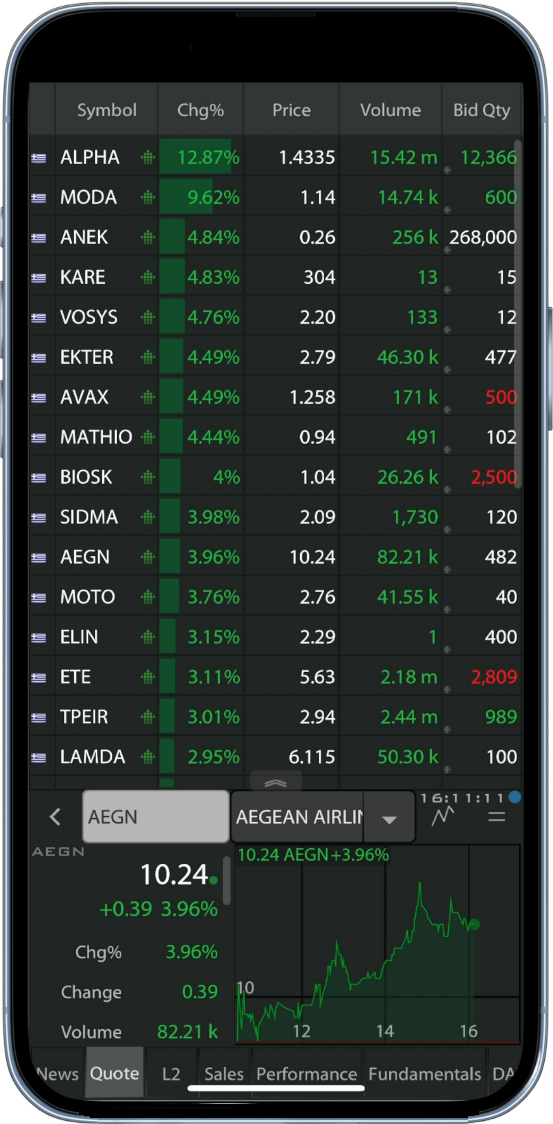 Symbol Chg% Price Volume Bid Qty
ALPHA 12.87% 1.4335 15.42 m 12,366
MODA 9.62% 1.14 14.74 k 600
ANEK 4.84% 0.26 256 k 268,000
KARE 4.83% 304 13 15
VOSYS 4.76% 2.20 133 12
EKTER 4.49% 2.79 46.30 k 477
AVAX 4.49% 1.258 171 k 500
MATHIO 4.44% 0.94 491 102
BIOSK 4% 1.04 26.26 k 2,500
SIDMA 3.98% 2.09 1,730 120
AEGN 3.96% 10.24 82.21 k 482
MOTO 3.76% 2.76 41.55 k 40
ELIN 3.15% 2.29 1 400
ETE 3.11% 5.63 2.18 m 2,809
TPEIR 3.01% 2.94 2.44 m 989
LAMDA 2.95% 6.115 50.30 k 100
16:11:11
AEGN AEGEAN AIRLIN
AEGN
10.24
+0.39 3.96%
Chg% 3.96%
Change 0.39
Volume 82.21 k
10.24 AEGN+3.96%
10
12 14 16
News Quote L2 Sales Performance Fundamentals DA